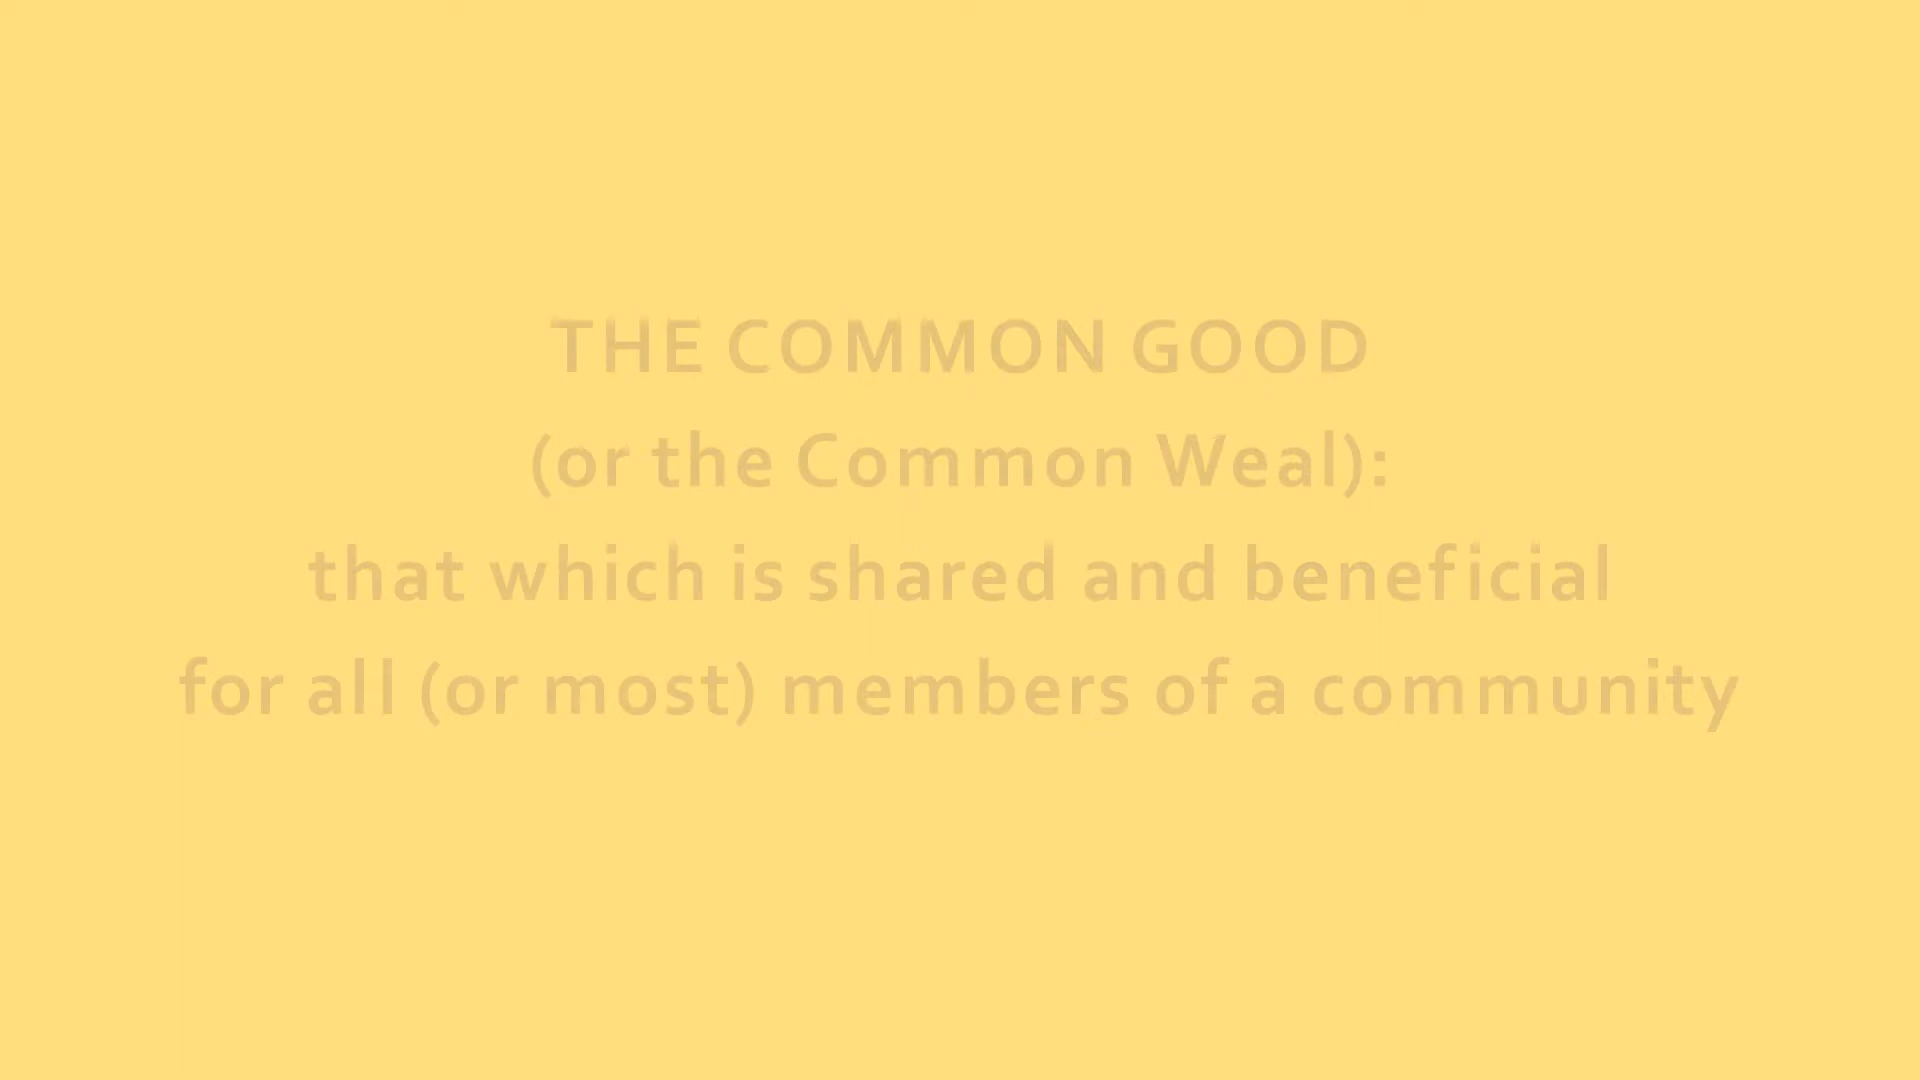 THE COMMON GOOD
(or the Common Weal):
that which is shared and beneficial
for all (or most) members of a community